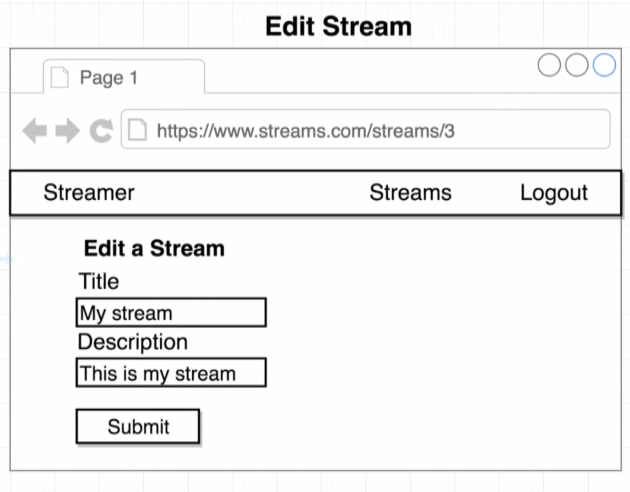 Edit Stream
Page 1
https://www.streams.com/streams/3
Streamer Streams Logout
Edit a Stream
Title
My stream
Description
This is my stream
Submit